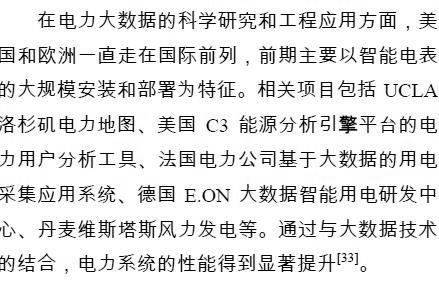 在电力大数据的科学研究和工程应用方面，美
国和欧洲一直走在国际前列，前期主要以智能电表
的大规模安装和部署为特征。相关项目包括 UCLA
洛杉矶电力地图、美国 C3 能源分析引擎平台的电
力用户分析工具、法国电力公司基于大数据的用电
采集应用系统、德国 E.ON 大数据智能用电研发中
心、丹麦维斯塔斯风力发电等。通过与大数据技术
的结合，电力系统的性能得到显著提升[33]。